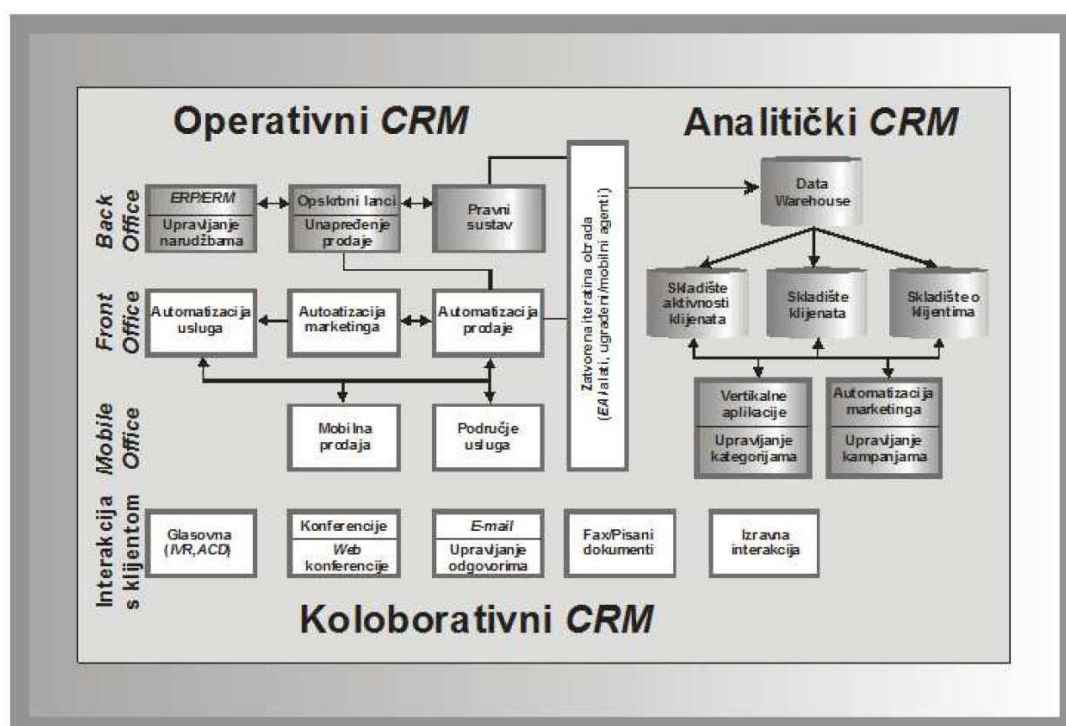 Operativni CRM
Analitički CRM
Back
Office
ERP/ERM
Upravljanje
narudžbama
Opskrbni lanci
Unapređenje
prodaje
Pravni
sustav
Zatvorena iteratina obrada
(EAI alati, ugrađeni/mobilni agenti)
Data
Warehouse
Front
Office
Automatizacija
usluga
Autoatizacija
marketinga
Automatizacija
prodaje
Skladište
aktivnosti
klijenata
Skladište
klijenata
Skladište o
klijentima
Mobile
Office
Mobilna
prodaja
Područje
usluga
Vertikalne
aplikacije
Upravljanje
kategorijama
Automatizacija
marketinga
Upravljanje
kampanjama
Interakcija
s klijentom
Glasovna
(IVR,ACD)
Konferencije
Web
konferencije
E-mail
Upravljanje
odgovorima
Fax/Pisani
dokumenti
Izravna
interakcija
Koloborativni CRM